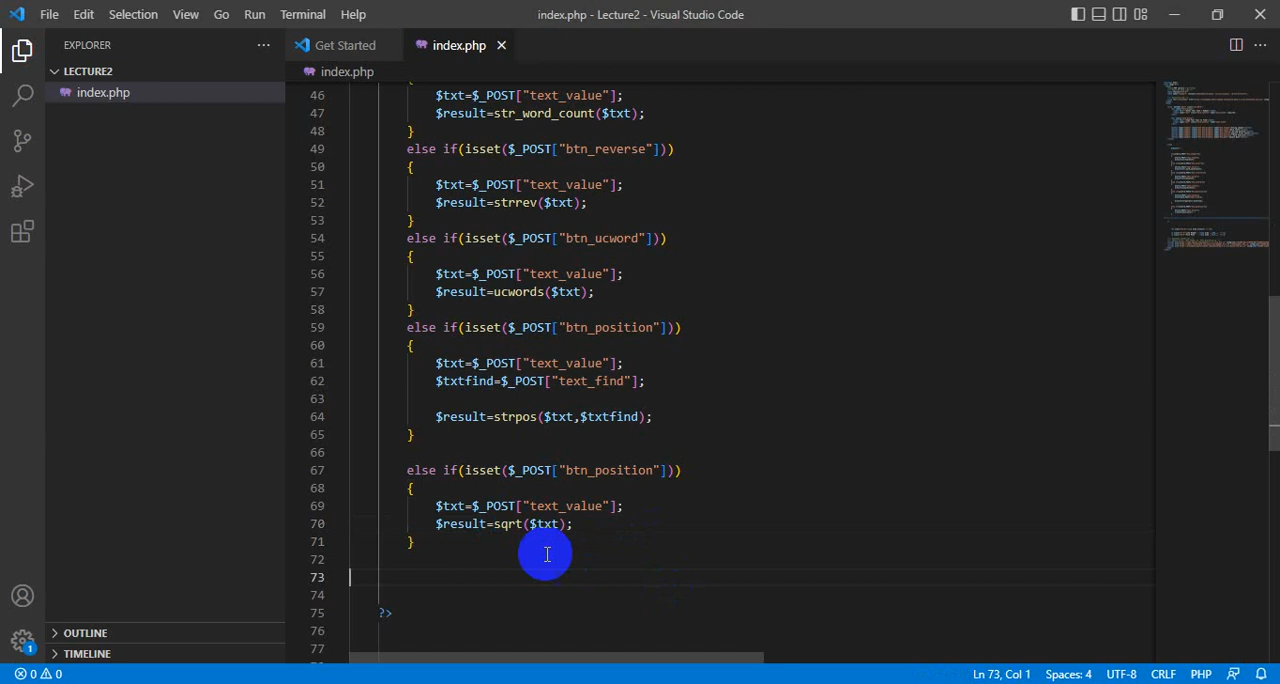 File Edit Selection View Go Run Terminal Help index.php - Lecture2 - Visual Studio Code
EXPLORER
LECTURE2
index.php
Get Started index.php
index.php
46 $txt=$_POST["text_value"];
47 $result=str_word_count($txt);
48 }
49 else if(isset($_POST["btn_reverse"]))
50 {
51 $txt=$_POST["text_value"];
52 $result=strrev($txt);
53 }
54 else if(isset($_POST["btn_ucword"]))
55 {
56 $txt=$_POST["text_value"];
57 $result=ucwords($txt);
58 }
59 else if(isset($_POST["btn_position"]))
60 {
61 $txt=$_POST["text_value"];
62 $txtfind=$_POST["text_find"];
63
64 $result=strpos($txt,$txtfind);
65 }
66
67 else if(isset($_POST["btn_position"]))
68 {
69 $txt=$_POST["text_value"];
70 $result=sqrt($txt);
71 }
72
73
74
75 ?>
76
77
OUTLINE
TIMELINE
1
0 0 Ln 73, Col 1 Spaces: 4 UTF-8 CRLF PHP